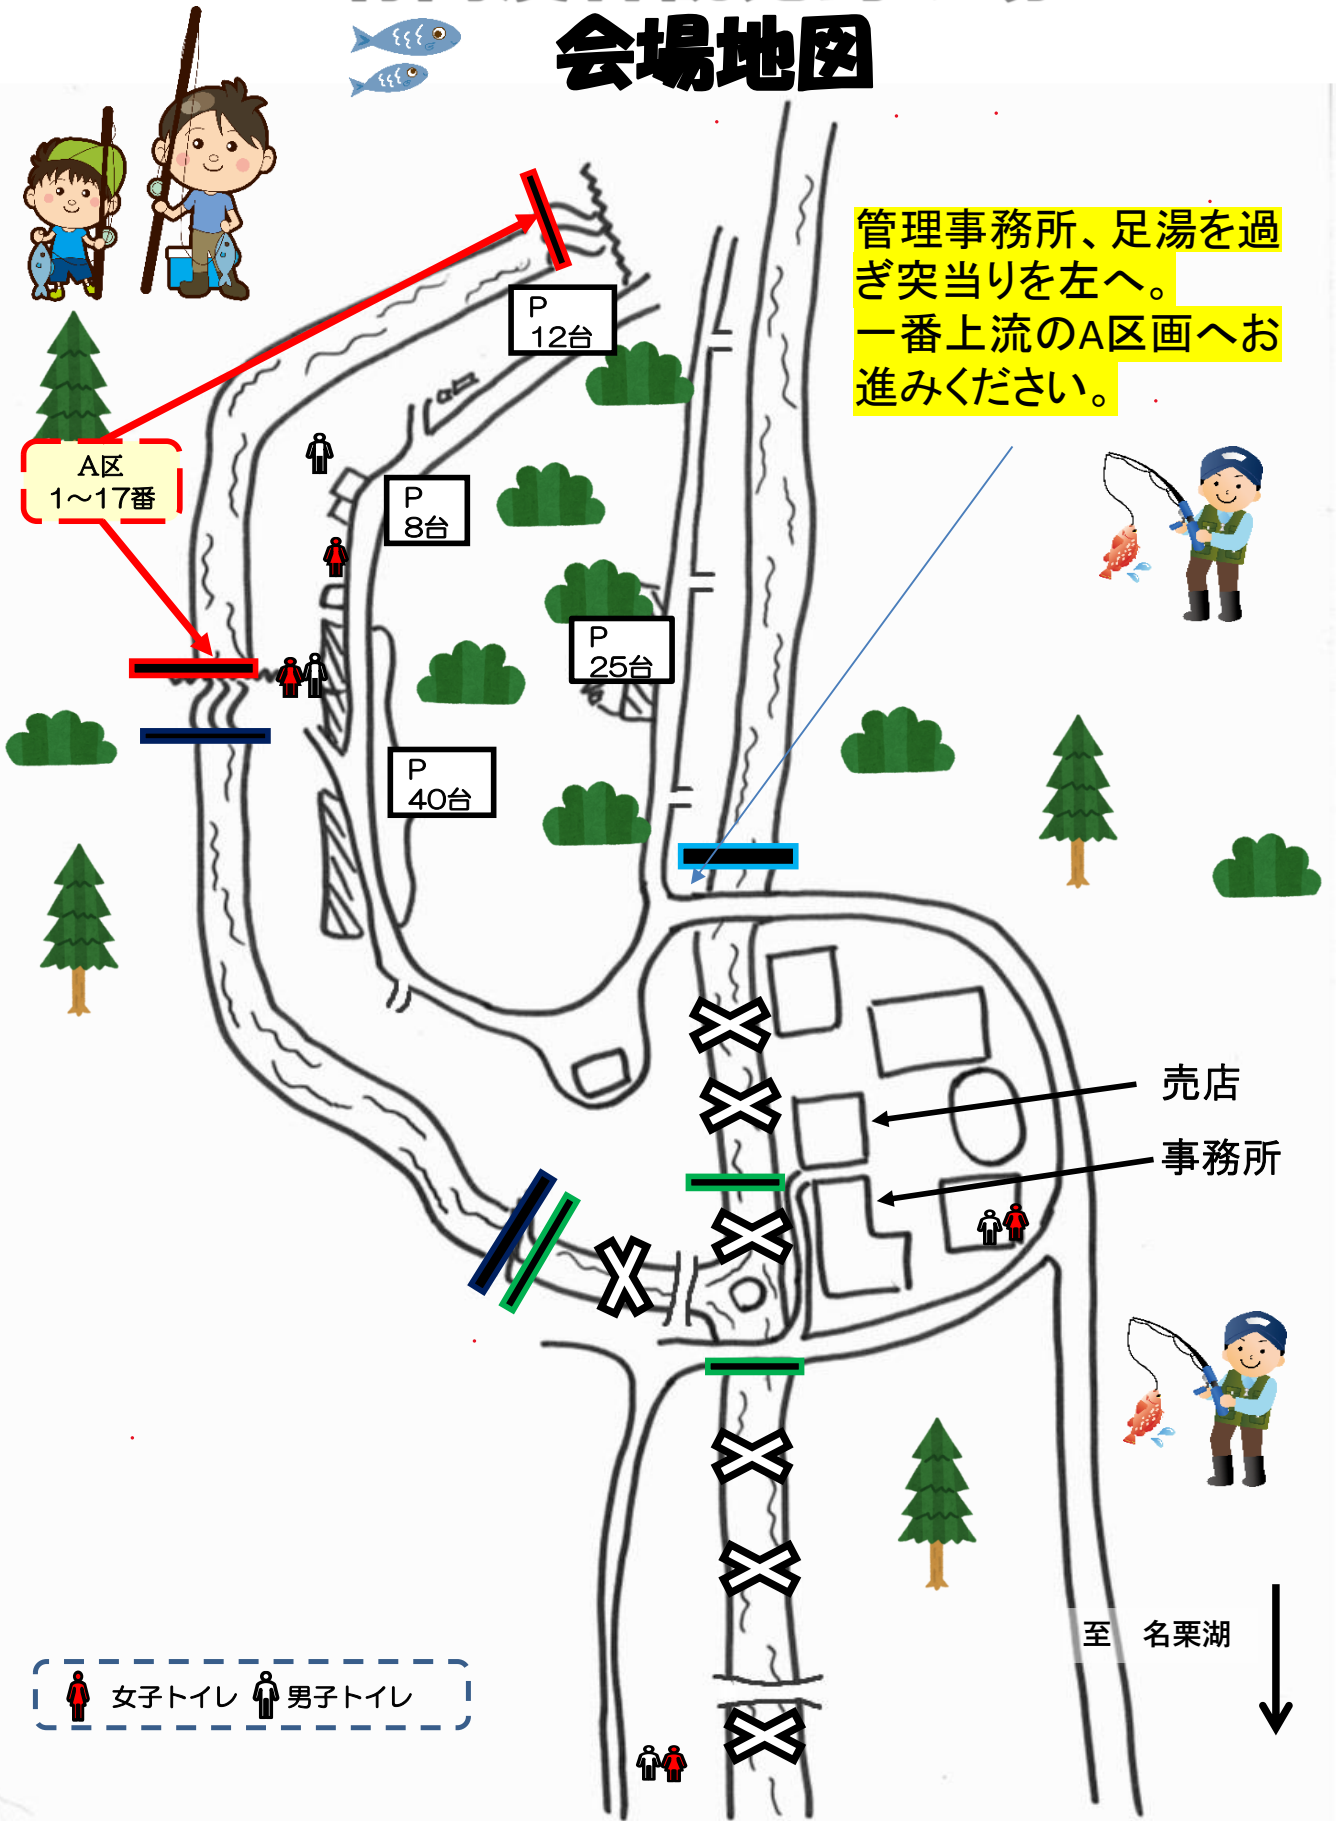 会場地図
管理事務所、足湯を過
ぎ突当りを左へ。
一番上流のA区画へお
進みください。
P
12台
A区
1～17番
P
8台
P
25台
P
40台
売店
事務所
至　名栗湖
女子トイレ 男子トイレ